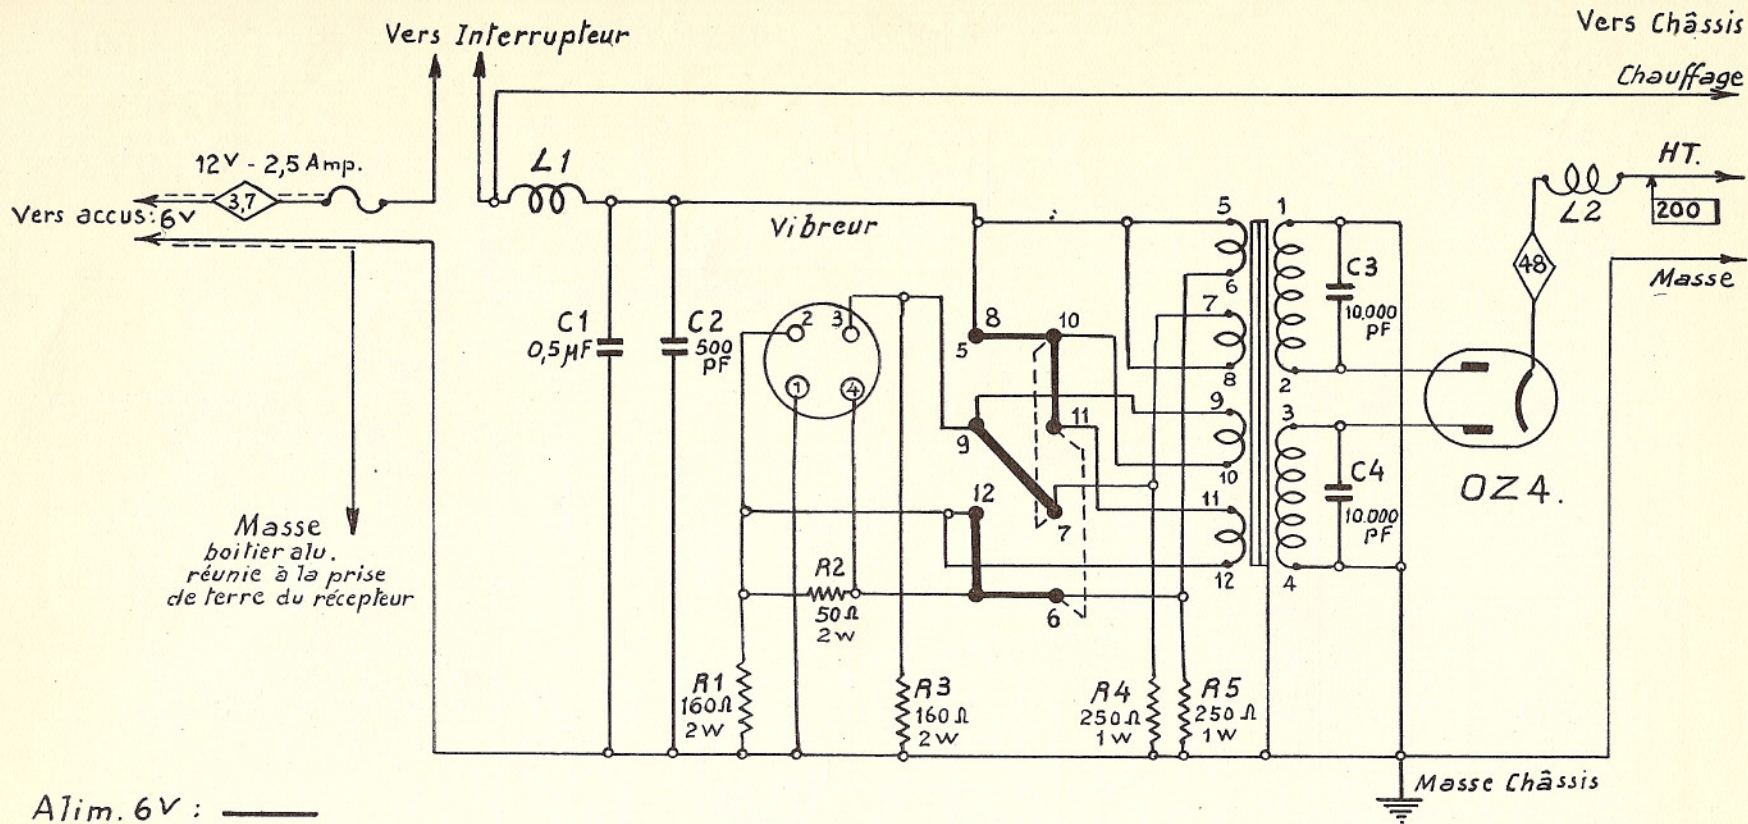 Vers Interrupteur
Vers Châssis
Chauffage
12V - 2,5 Amp.
3,7
Vers accus: 6V
L1
HT.
200
L2
48
Masse
Vibreur
C1
0,5µF
C2
500
pF
2 3
1 4
8 10
5
9
11
12
7
6
5
6
7
8
9
10
11
12
1
2
3
4
C3
10.000
pF
C4
10.000
pF
OZ4.
Masse
boitier alu.
réunie à la prise
de terre du récepteur
R2
50Ω
2W
R1
160Ω
2W
R3
160Ω
2W
R4
250Ω
1W
R5
250Ω
1W
Masse Châssis
Alim. 6V :